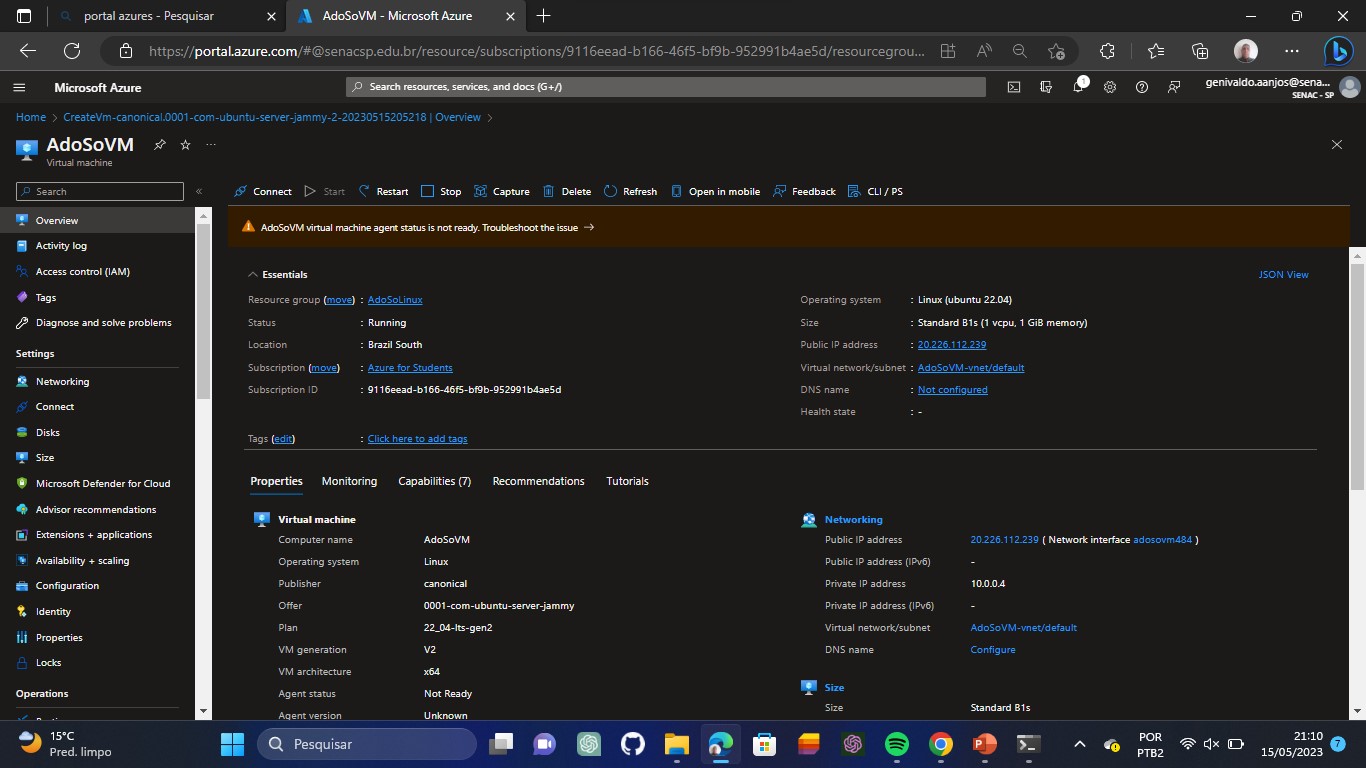 portal azures - Pesquisar
AdoSoVM - Microsoft Azure
https://portal.azure.com/#@senacsp.edu.br/resource/subscriptions/9116eead-b166-46f5-bf9b-952991b4ae5d/resourcegrou...
Microsoft Azure
Search resources, services, and docs (G+/)
1
genivaldo.aanjos@sena...
SENAC - SP
Home > CreateVm-canonical.0001-com-ubuntu-server-jammy-2-20230515205218 | Overview >
AdoSoVM
Virtual machine
Search
Connect Start Restart Stop Capture Delete Refresh Open in mobile Feedback CLI / PS
AdoSoVM virtual machine agent status is not ready. Troubleshoot the issue →
Overview
Activity log
Access control (IAM)
Tags
Diagnose and solve problems
Settings
Networking
Connect
Disks
Size
Microsoft Defender for Cloud
Advisor recommendations
Extensions + applications
Availability + scaling
Configuration
Identity
Properties
Locks
Operations
Essentials
JSON View
Resource group (move) : AdoSoLinux
Status : Running
Location : Brazil South
Subscription (move) : Azure for Students
Subscription ID : 9116eead-b166-46f5-bf9b-952991b4ae5d
Operating system : Linux (ubuntu 22.04)
Size : Standard B1s (1 vcpu, 1 GiB memory)
Public IP address : 20.226.112.239
Virtual network/subnet : AdoSoVM-vnet/default
DNS name : Not configured
Health state : -
Tags (edit) : Click here to add tags
Properties Monitoring Capabilities (7) Recommendations Tutorials
Virtual machine
Computer name AdoSoVM
Operating system Linux
Publisher canonical
Offer 0001-com-ubuntu-server-jammy
Plan 22_04-lts-gen2
VM generation V2
VM architecture x64
Agent status Not Ready
Agent version Unknown
Networking
Public IP address 20.226.112.239 ( Network interface adosovm484 )
Public IP address (IPv6) -
Private IP address 10.0.0.4
Private IP address (IPv6) -
Virtual network/subnet AdoSoVM-vnet/default
DNS name Configure
Size
Size Standard B1s
15°C
Pred. limpo
Pesquisar
POR
PTB2
21:10
15/05/2023
7